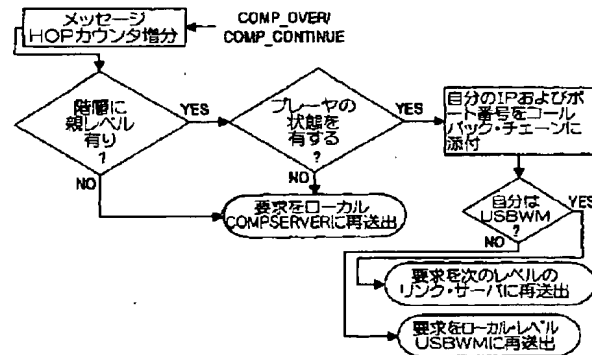 メッセージ
HOPカウンタ増分
COMP_OVER/
COMP_CONTINUE
階層に
親レベル
有り
?
YES
NO
プレーヤの
状態を
有する
?
YES
NO
自分のIPおよびポ
ート番号をコール
バック・チェーンに
添付
要求をローカル
COMPSERVERに再送出
自分は
USBWM
?
YES
NO
要求を次のレベルの
リンク・サーバに再送出
要求をローカル・レベル
USBWMに再送出